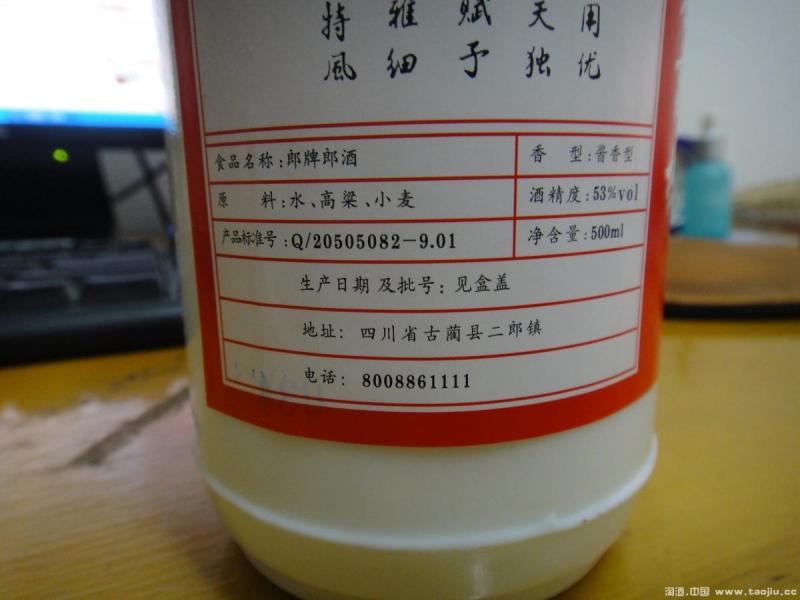 用优
天独
赋予
雅细
特風
食品名称:郎牌郎酒
香 型:酱香型
原 料:水、高粱、小麦
酒精度:53%vol
产品标准号:Q/20505082-9.01
净含量:500ml
生产日期及批号:见盒盖
地址:四川省古蔺县二郎镇
电话:8008861111
淘酒.中国 www.taojiu.cc